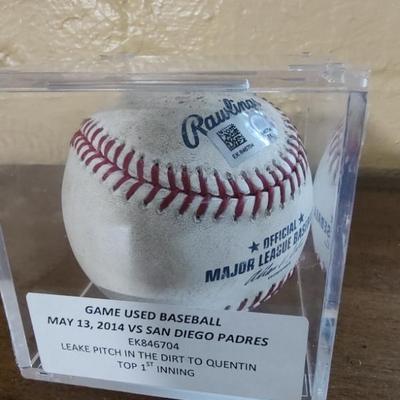 Rawlings
EK846704
OFFICIAL
MAJOR LEAGUE BASEBALL
GAME USED BASEBALL
MAY 13, 2014 VS SAN DIEGO PADRES
EK846704
LEAKE PITCH IN THE DIRT TO QUENTIN
TOP 1ST INNING